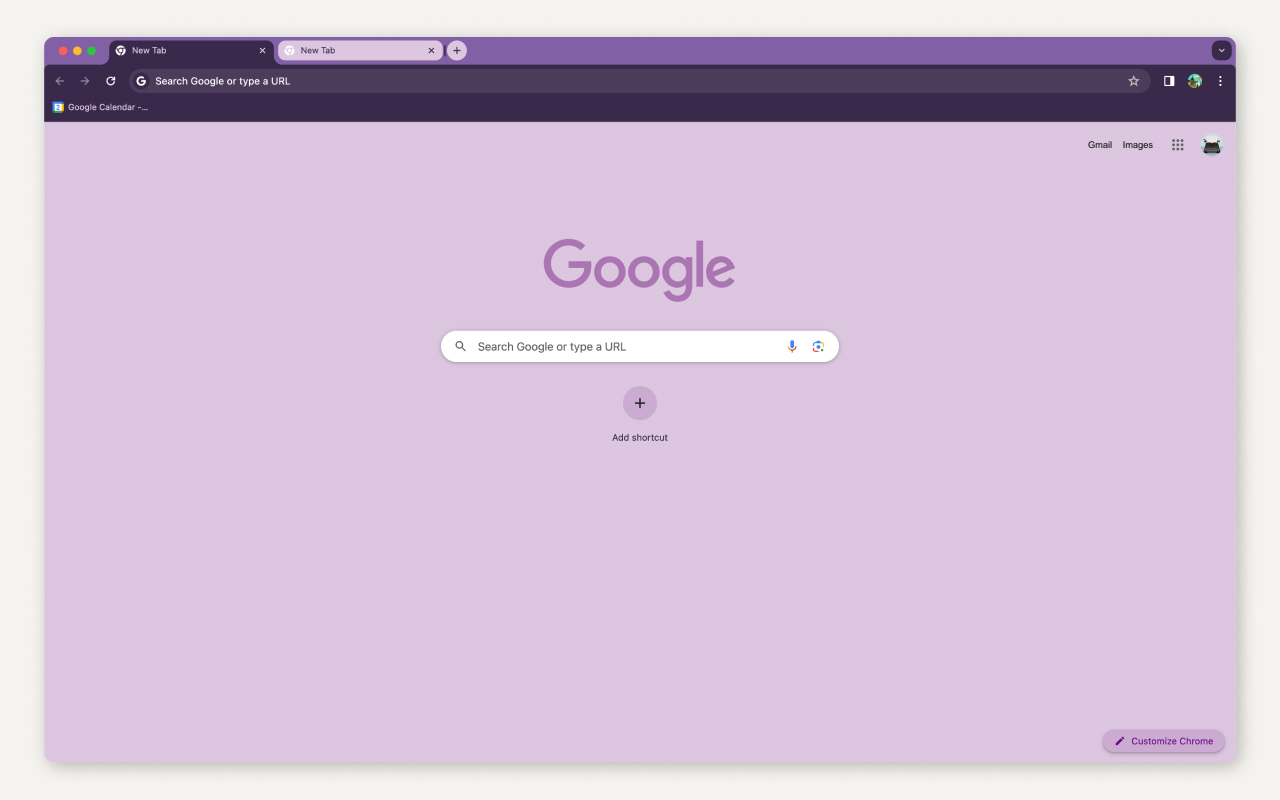 New Tab
New Tab
Search Google or type a URL
Google Calendar -...
Gmail Images
Google
Search Google or type a URL
Add shortcut
Customize Chrome